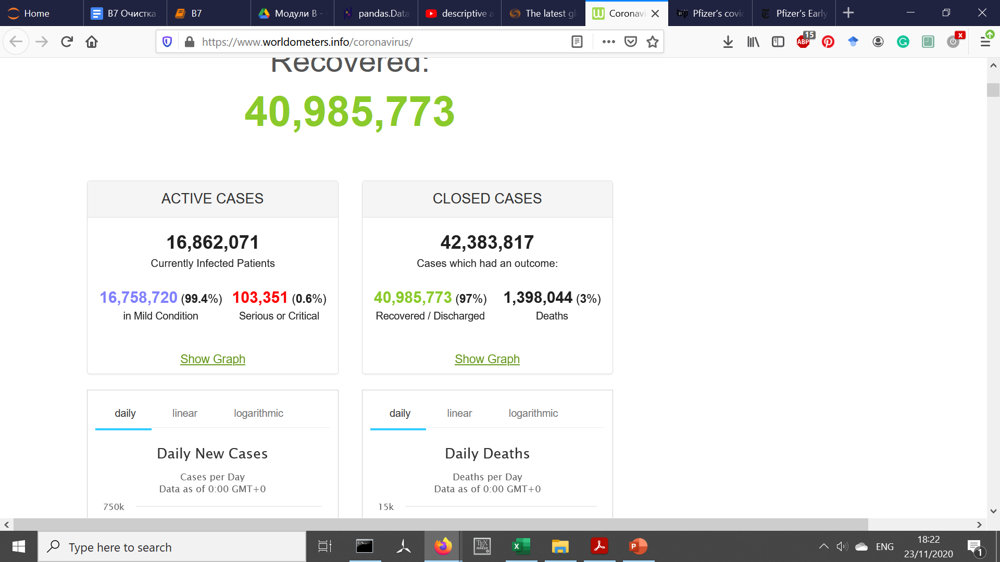 Home
B7 Очистка
B7
Модули В -
pandas.Data
descriptive a
The latest gl
Coronavi
Pfizer's covid
Pfizer's Early
https://www.worldometers.info/coronavirus/
ABP
15
x
Recovered:
40,985,773
ACTIVE CASES
16,862,071
Currently Infected Patients
16,758,720 (99.4%)
in Mild Condition
103,351 (0.6%)
Serious or Critical
Show Graph
CLOSED CASES
42,383,817
Cases which had an outcome:
40,985,773 (97%)
Recovered / Discharged
1,398,044 (3%)
Deaths
Show Graph
daily linear logarithmic
Daily New Cases
Cases per Day
Data as of 0:00 GMT+0
750k
daily linear logarithmic
Daily Deaths
Deaths per Day
Data as of 0:00 GMT+0
15k
Type here to search
TEX
MAKER
ENG
18:22
23/11/2020
1